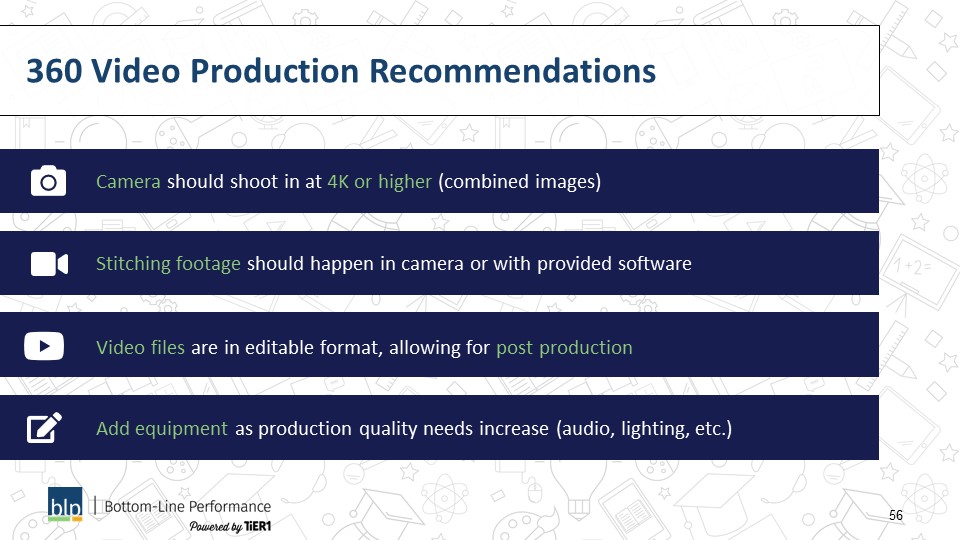 360 Video Production Recommendations
Camera should shoot in at 4K or higher (combined images)
Stitching footage should happen in camera or with provided software
Video files are in editable format, allowing for post production
Add equipment as production quality needs increase (audio, lighting, etc.)
1+2=
blp | Bottom-Line Performance
Powered by TiER1
56